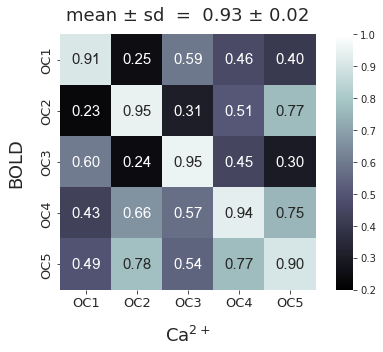 mean ± sd = 0.93 ± 0.02
OC1 0.91 0.25 0.59 0.46 0.40
OC2 0.23 0.95 0.31 0.51 0.77
OC3 0.60 0.24 0.95 0.45 0.30
OC4 0.43 0.66 0.57 0.94 0.75
OC5 0.49 0.78 0.54 0.77 0.90
OC1 OC2 OC3 OC4 OC5
BOLD
Ca²⁺
1.0
0.9
0.8
0.7
0.6
0.5
0.4
0.3
0.2